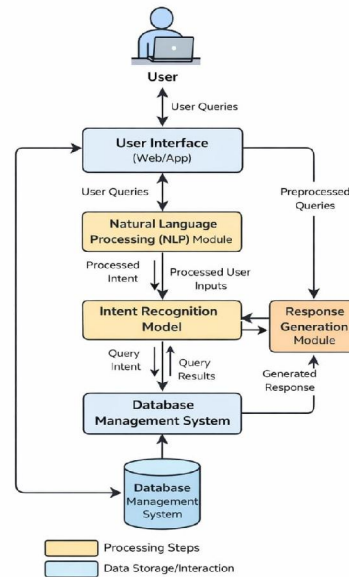 User
User Queries
User Interface
(Web/App)
User Queries
Preprocessed
Queries
Natural Language
Processing (NLP) Module
Processed
Intent
Processed User
Inputs
Intent Recognition
Model
Response
Generation
Module
Query
Intent
Query
Results
Generated
Response
Database
Management System
Database
Management
System
Processing Steps
Data Storage/Interaction